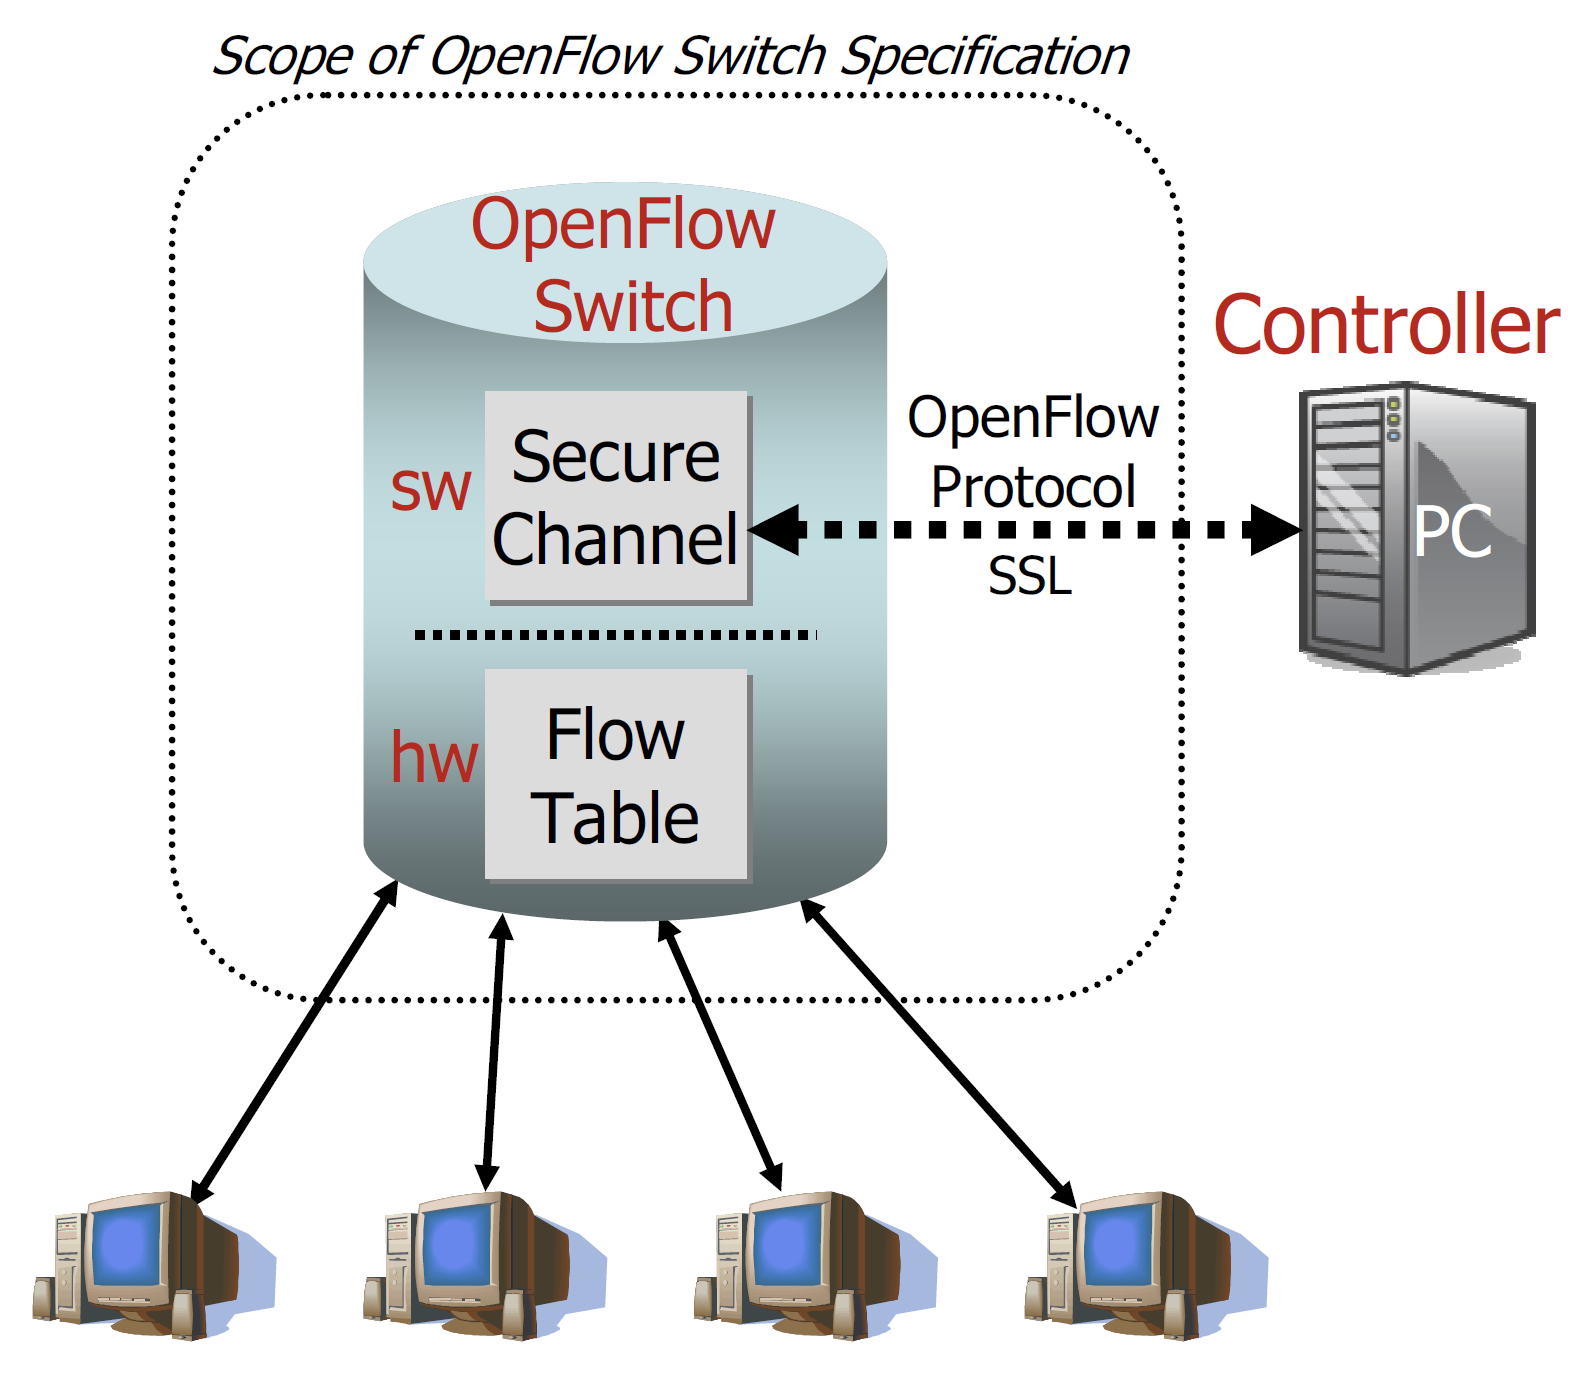 Scope of OpenFlow Switch Specification
OpenFlow
Switch
Controller
sw
Secure
Channel
OpenFlow
Protocol
SSL
PC
hw
Flow
Table